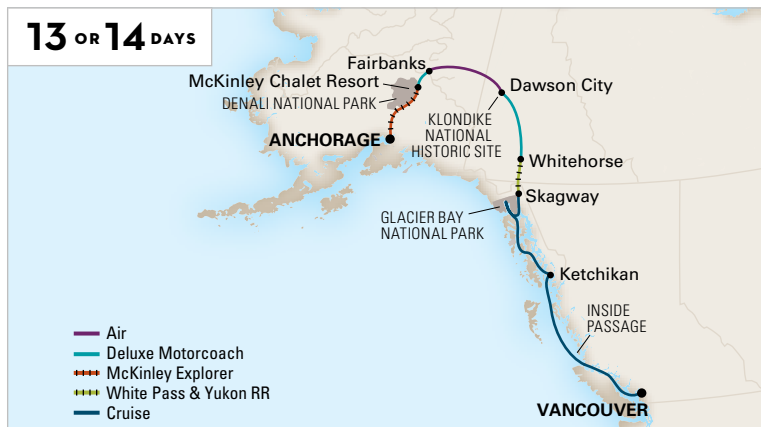 13 OR 14 DAYS
Fairbanks
McKinley Chalet Resort
DENALI NATIONAL PARK
Dawson City
KLONDIKE
NATIONAL
HISTORIC SITE
ANCHORAGE
Whitehorse
Skagway
GLACIER BAY
NATIONAL PARK
Ketchikan
INSIDE
PASSAGE
Air
Deluxe Motorcoach
McKinley Explorer
White Pass & Yukon RR
Cruise
VANCOUVER